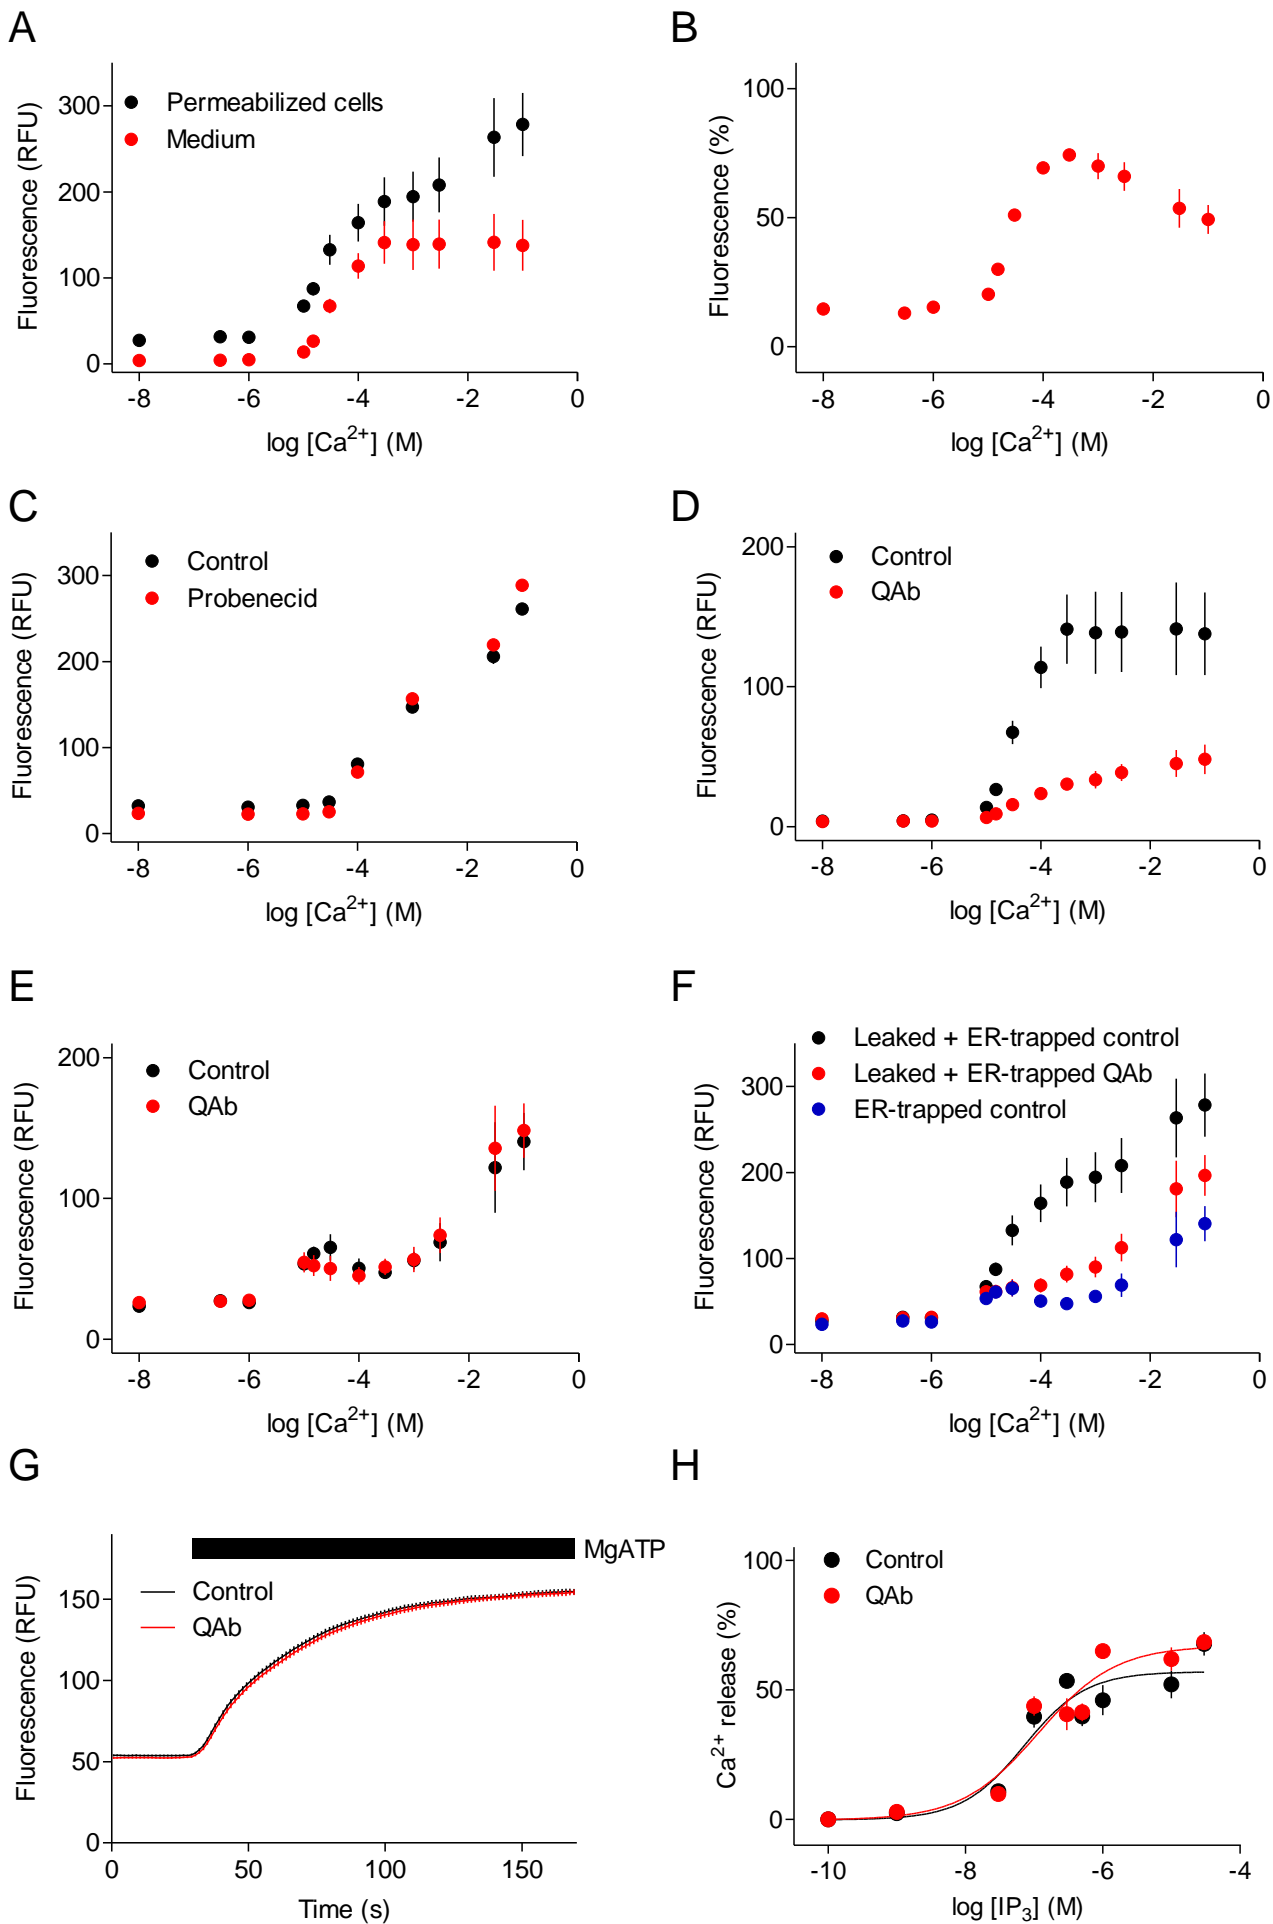 A
Fluorescence (RFU)
300
200
100
0
Permeabilized cells
Medium
-8
-6
-4
-2
0
log [Ca²⁺] (M)
B
Fluorescence (%)
100
50
0
-8
-6
-4
-2
0
log [Ca²⁺] (M)
C
Fluorescence (RFU)
300
200
100
0
Control
Probenecid
-8
-6
-4
-2
0
log [Ca²⁺] (M)
D
Fluorescence (RFU)
200
100
0
Control
QAb
-8
-6
-4
-2
0
log [Ca²⁺] (M)
E
Fluorescence (RFU)
200
100
0
Control
QAb
-8
-6
-4
-2
0
log [Ca²⁺] (M)
F
Fluorescence (RFU)
300
200
100
0
Leaked + ER-trapped control
Leaked + ER-trapped QAb
ER-trapped control
-8
-6
-4
-2
0
log [Ca²⁺] (M)
G
Fluorescence (RFU)
150
100
50
0
MgATP
Control
QAb
0
50
100
150
Time (s)
H
Ca²⁺ release (%)
100
50
0
Control
QAb
-10
-8
-6
-4
log [IP₃] (M)